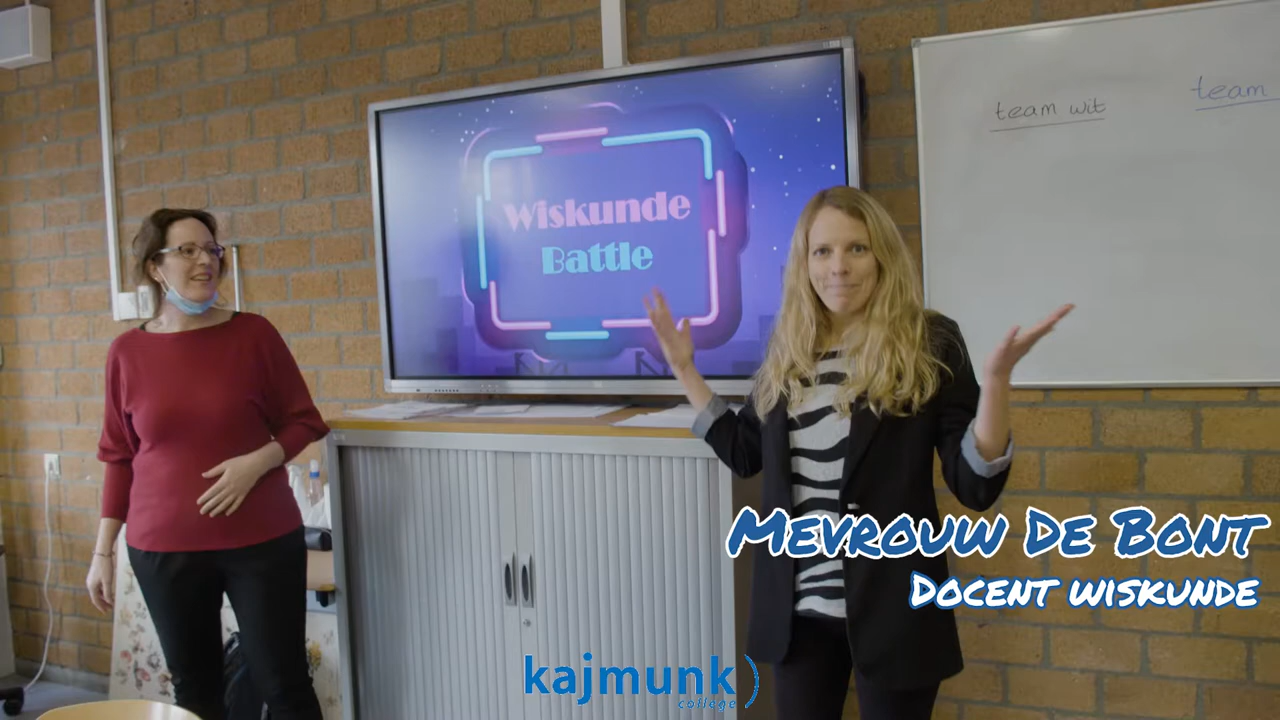 Wiskunde
Battle
team wit
team
Mevrouw De Bont
Docent wiskunde
kajmunk
college